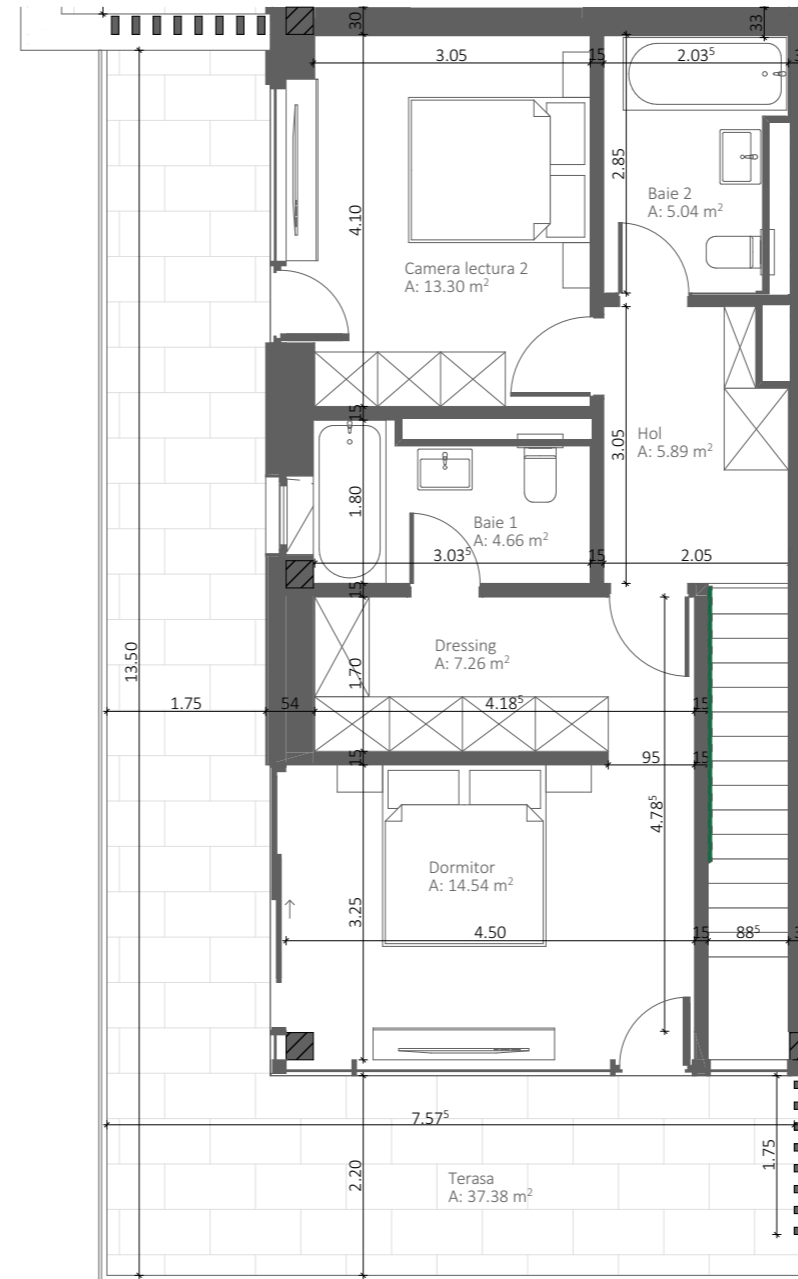 30
33
3.05
15
2.03⁵
3
2.85
Baie 2
A: 5.04 m²
4.10
Camera lectura 2
A: 13.30 m²
15
3.05
Hol
A: 5.89 m²
1.80
Baie 1
A: 4.66 m²
3.03⁵
15
2.05
15
Dressing
A: 7.26 m²
13.50
1.70
1.75
54
4.18⁵
15
15
95
15
4.78⁵
Dormitor
A: 14.54 m²
3.25
4.50
15
88⁵
3
7.57⁵
1.75
2.20
Terasa
A: 37.38 m²